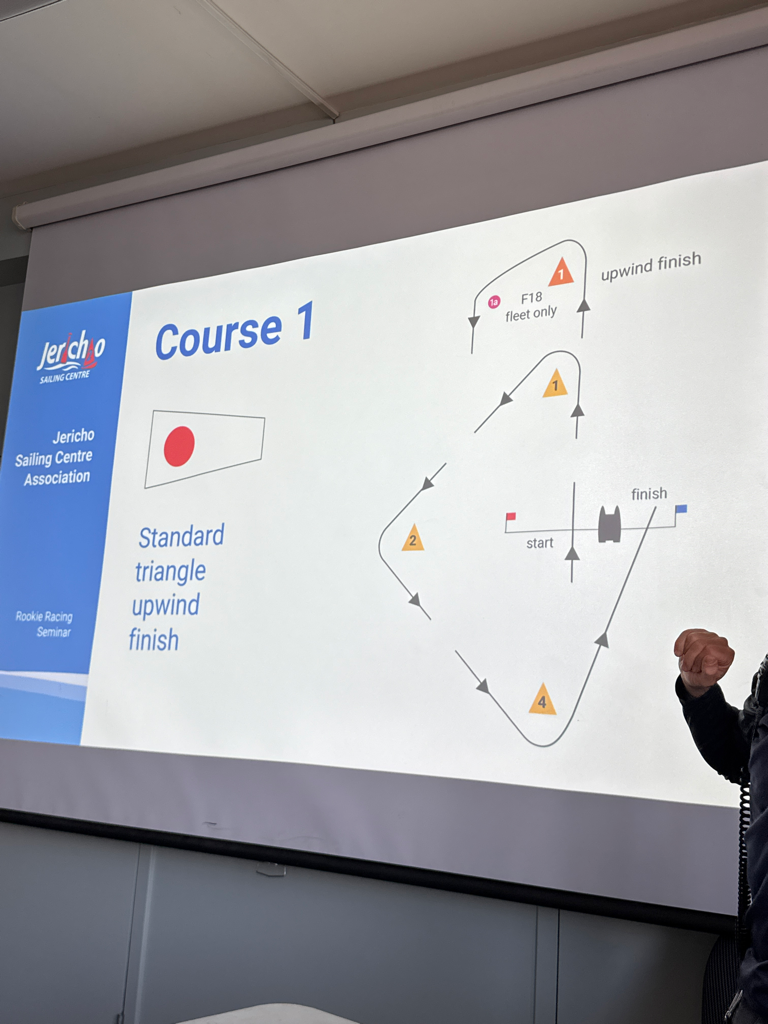 Jericho
SAILING CENTRE
Jericho
Sailing Centre
Association
Rookie Racing
Seminar
Course 1
Standard
triangle
upwind
finish
1
upwind finish
1a
F18
fleet only
1
2
finish
start
4